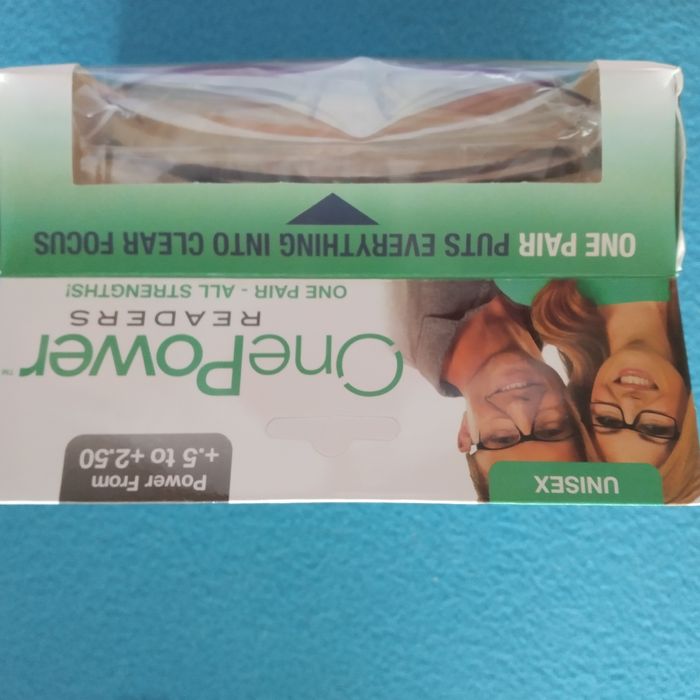 UNISEX
Power From
+.5 to +2.50
OnePower™
READERS
ONE PAIR - ALL STRENGTHS!
ONE PAIR PUTS EVERYTHING INTO CLEAR FOCUS